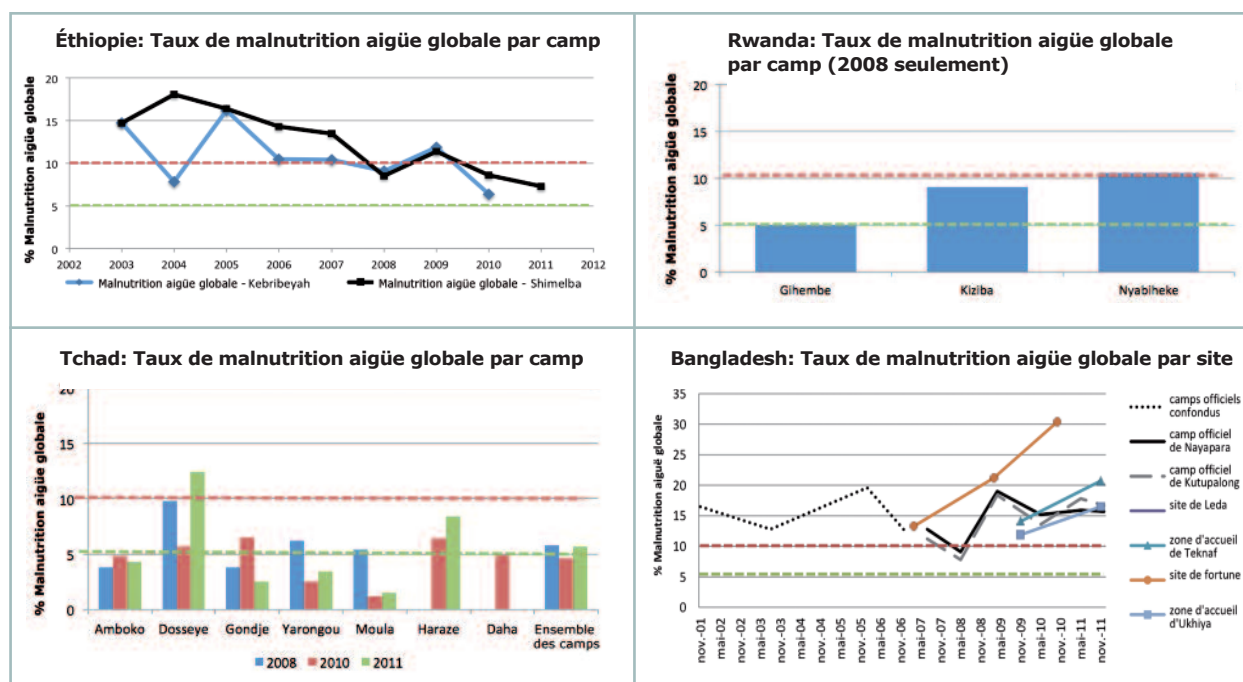 Éthiopie: Taux de malnutrition aigüe globale par camp
% Malnutrition aigüe globale
20
15
10
5
0
2002 2003 2004 2005 2006 2007 2008 2009 2010 2011 2012
Malnutrition aigüe globale - Kebribeyah
Malnutrition aigüe globale - Shimelba
Rwanda: Taux de malnutrition aigüe globale
par camp (2008 seulement)
% Malnutrition aigüe globale
20
15
10
5
0
Gihembe Kiziba Nyabiheke
Tchad: Taux de malnutrition aigüe globale par camp
% Malnutrition aigüe globale
20
15
10
5
0
Amboko Dosseye Gondje Yarongou Moula Haraze Daha Ensemble
des camps
2008 2010 2011
Bangladesh: Taux de malnutrition aigüe globale par site
% Malnutrition aiguë globale
35
30
25
20
15
10
5
0
nov.-01
mai-02
nov.-02
mai-03
nov.-03
mai-04
nov.-04
mai-05
nov.-05
mai-06
nov.-06
mai-07
nov.-07
mai-08
nov.-08
mai-09
nov.-09
mai-10
nov.-10
mai-11
nov.-11
camps officiels
confondus
camp officiel
de Nayapara
camp officiel
de Kutupalong
site de Leda
zone d'accueil
de Teknaf
site de fortune
zone d'accueil
d'Ukhiya